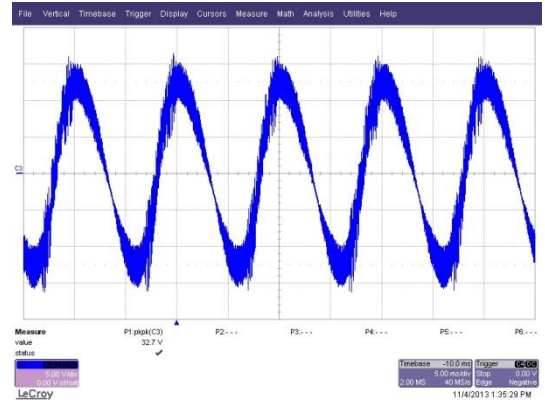 File Vertical Timebase Trigger Display Cursors Measure Math Analysis Utilities Help
C3
Measure P1:pkpk(C3) P2:- - - P3:- - - P4:- - - P5:- - - P6:- - -
value 32.7 V
status ✓
5.00 V/div
0.00 V offset
Timebase -10.0 ms Trigger
5.00 ms/div Stop 0.00 V
2.00 MS 40 MS/s Edge Negative
LeCroy 11/4/2013 1:35:29 PM